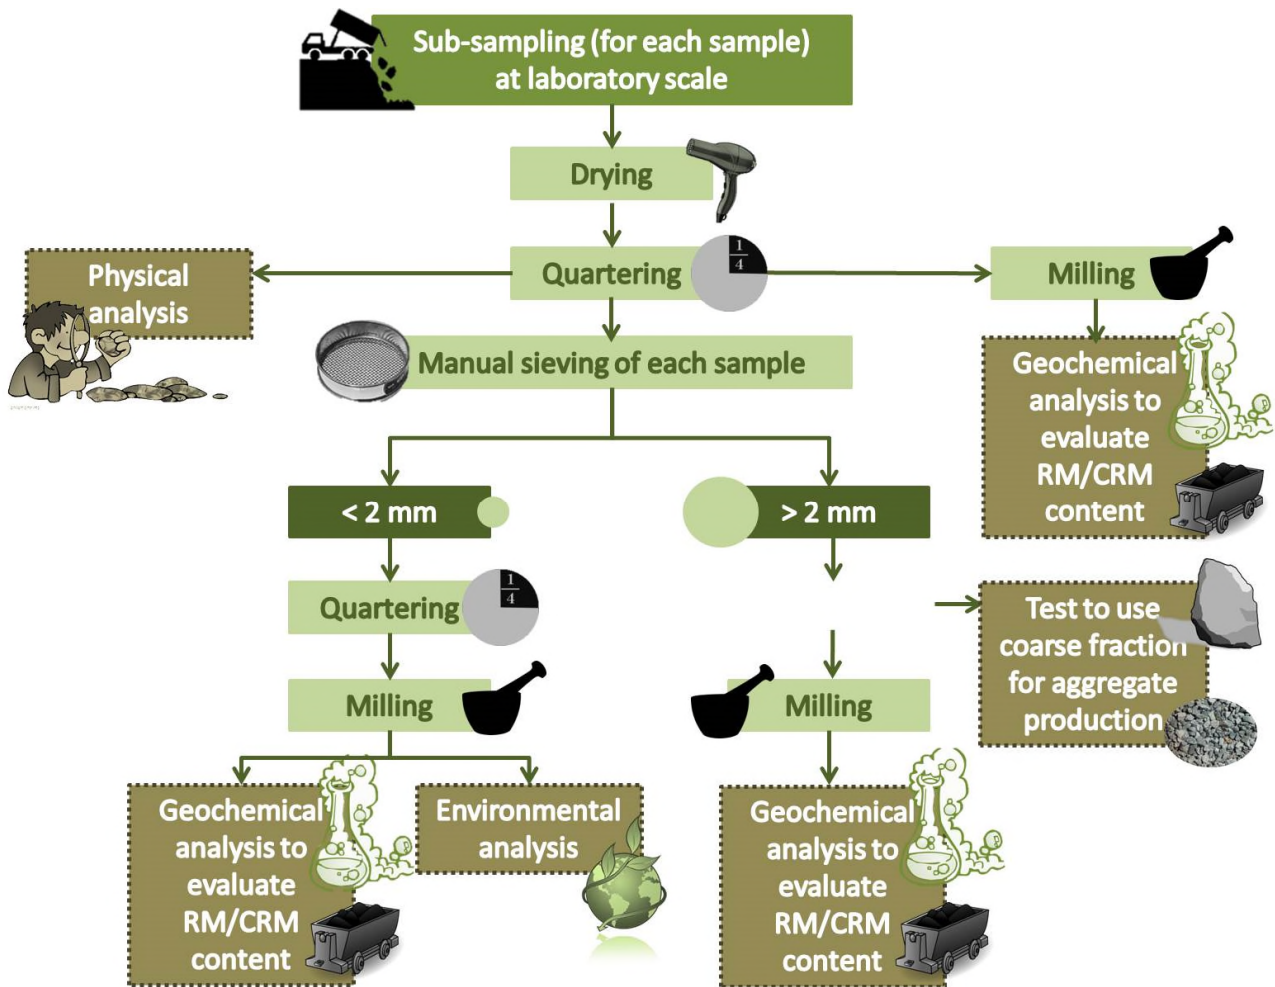 Sub-sampling (for each sample)
at laboratory scale
Drying
Quartering
1
4
Physical
analysis
Milling
Manual sieving of each sample
Geochemical
analysis to
evaluate
RM/CRM
content
< 2 mm
> 2 mm
Quartering
1
4
Test to use
coarse fraction
for aggregate
production
Milling
Milling
Geochemical
analysis to
evaluate
RM/CRM
content
Environmental
analysis
Geochemical
analysis to
evaluate
RM/CRM
content